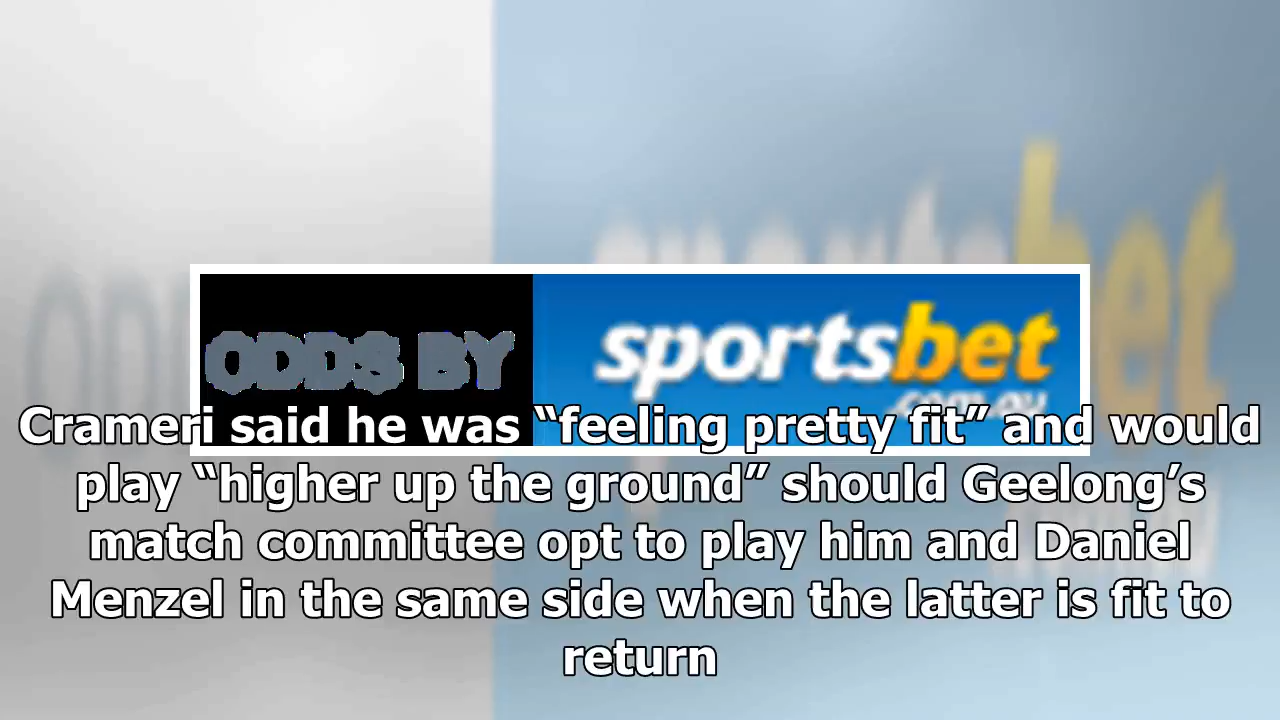 ODDS BY
sportsbet
.com.au
Crameri said he was “feeling pretty fit” and would
play “higher up the ground” should Geelong’s
match committee opt to play him and Daniel
Menzel in the same side when the latter is fit to
return